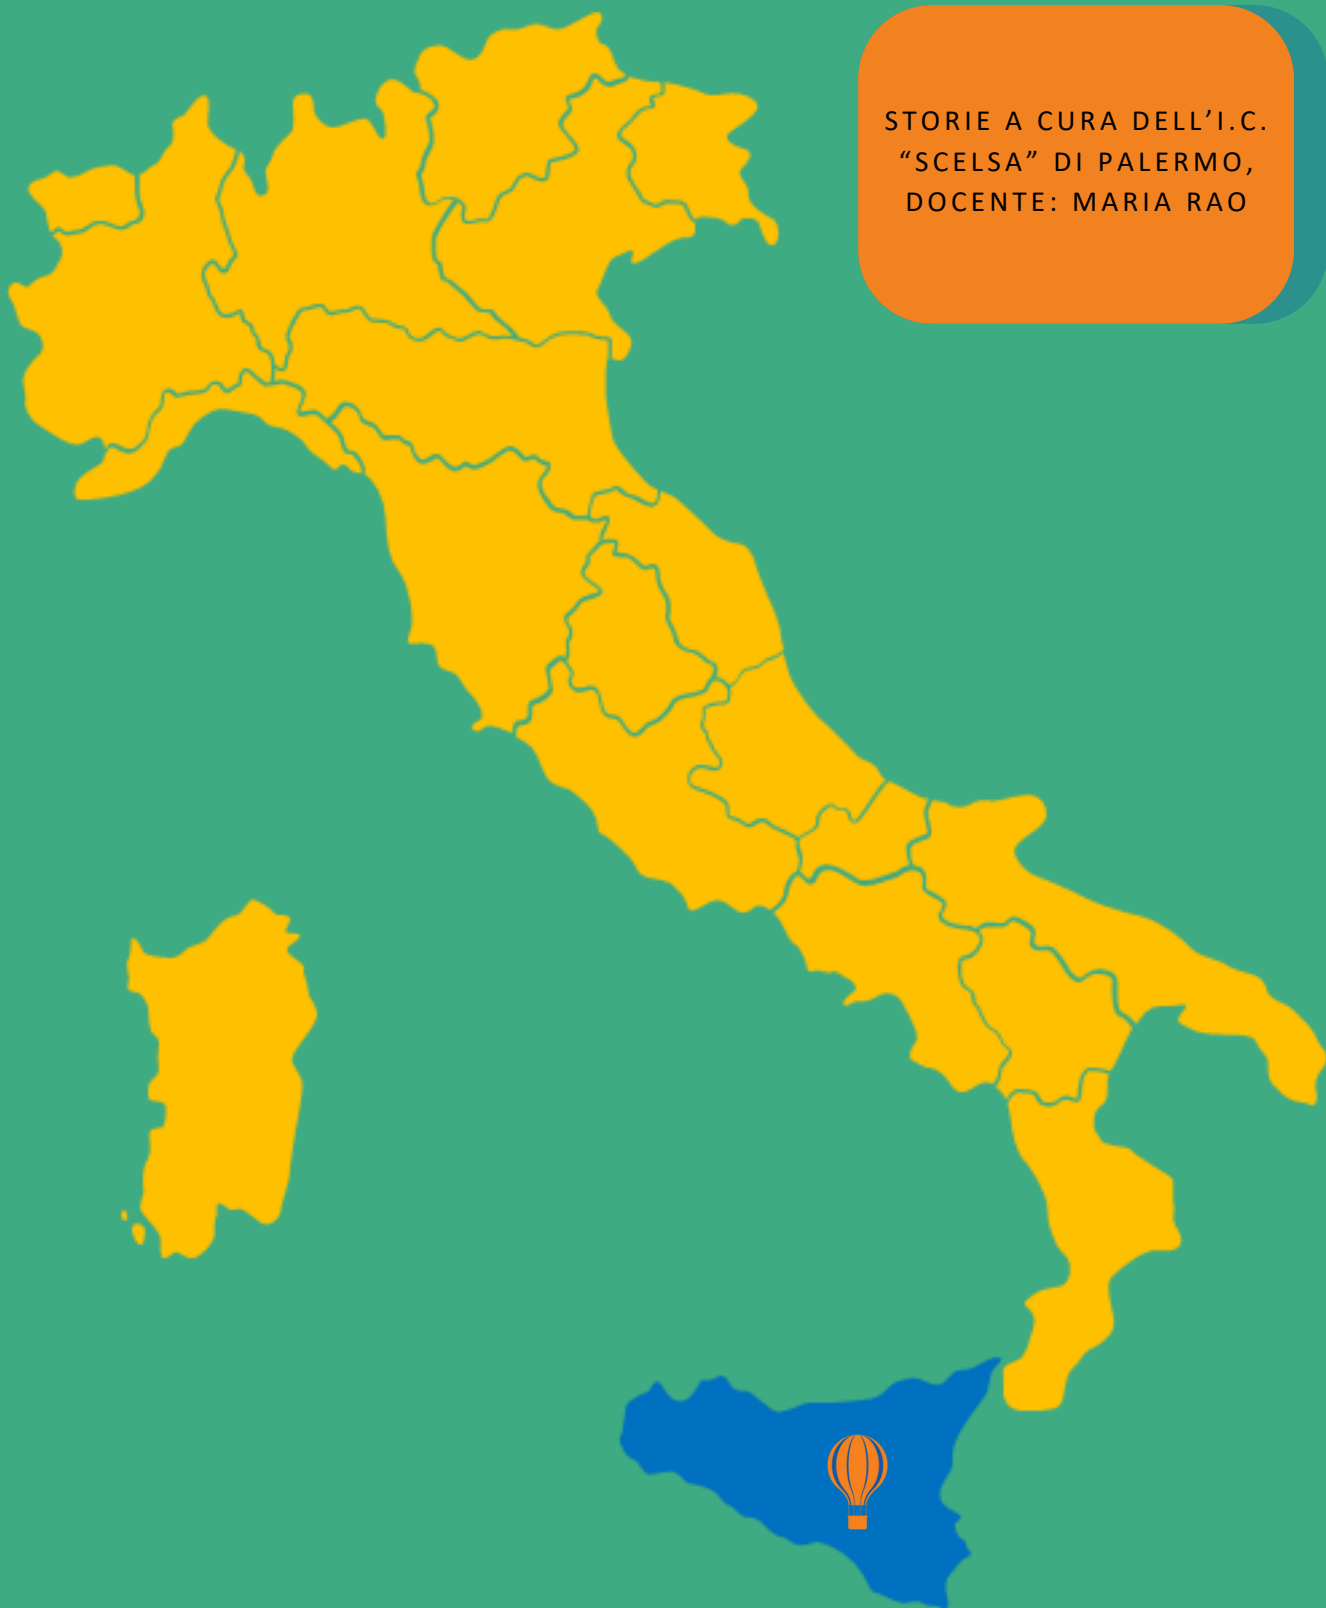 STORIE A CURA DELL’I.C.
“SCELSA” DI PALERMO,
DOCENTE: MARIA RAO